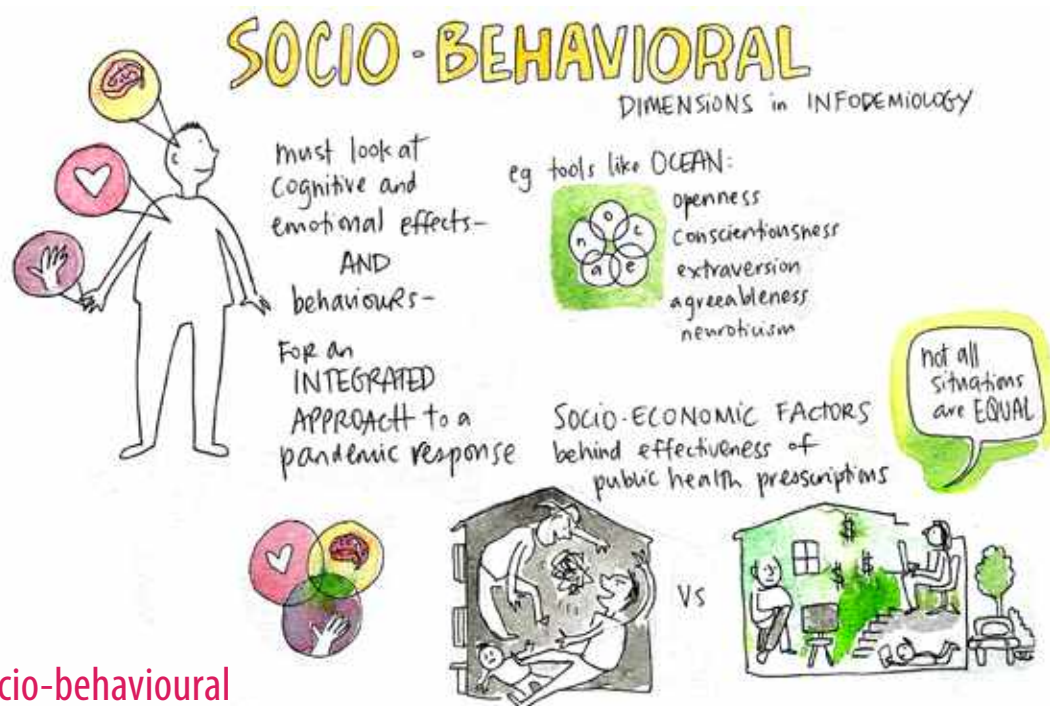 SOCIO-BEHAVIORAL
DIMENSIONS in INFODEMIOLOGY
must look at
cognitive and
emotional effects-
AND
behaviours-
FOR an
INTEGRATED
APPROACH to a
pandemic response
eg tools like OCEAN:
o
c
e
a
n
openness
conscientiousness
extraversion
agreeableness
neuroticism
SOCIO-ECONOMIC FACTORS
behind effectiveness of
public health presscriptions
not all
situations
are EQUAL
vs
$
$
$
$
cio-behavioural